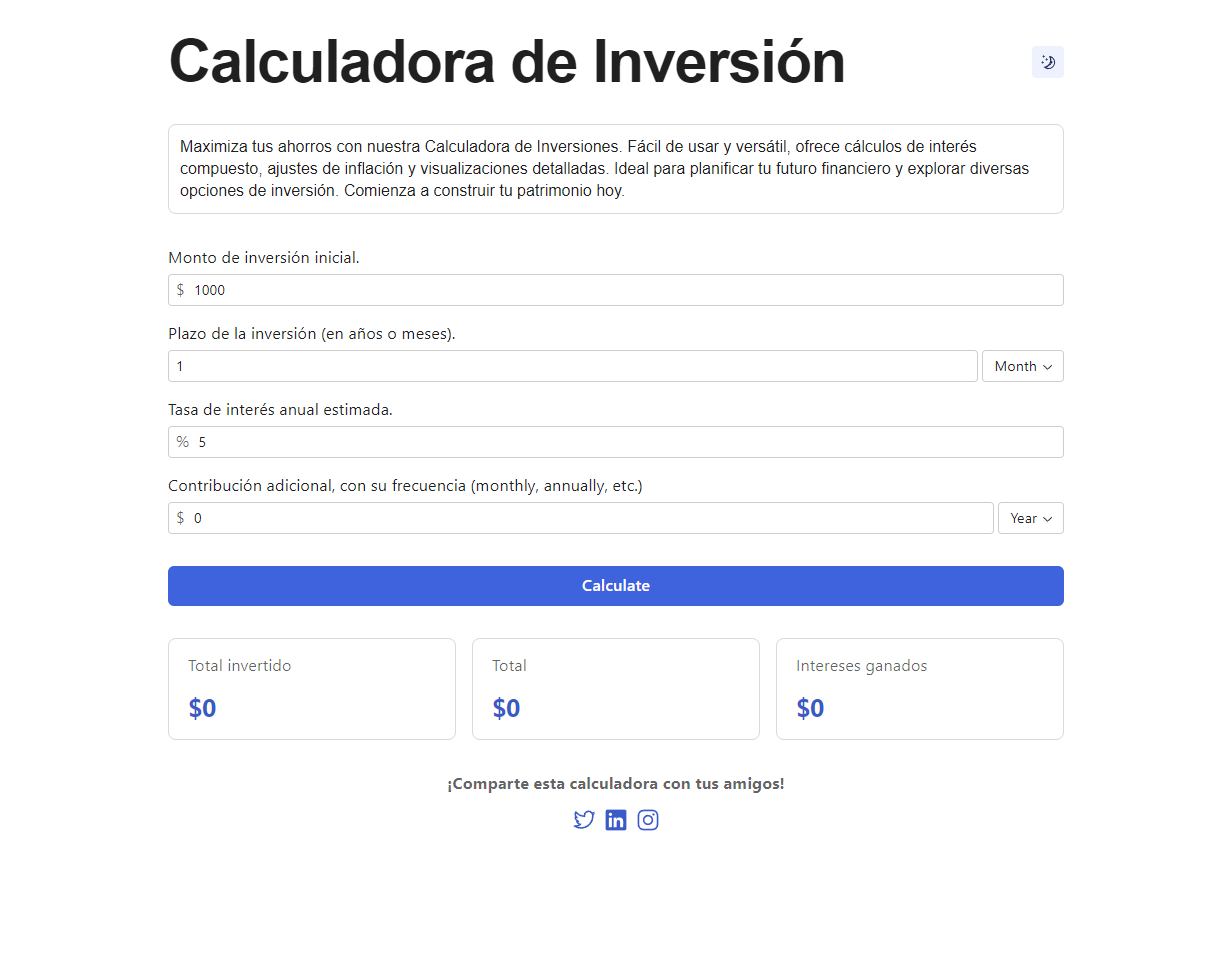 Calculadora de Inversión
Maximiza tus ahorros con nuestra Calculadora de Inversiones. Fácil de usar y versátil, ofrece cálculos de interés
compuesto, ajustes de inflación y visualizaciones detalladas. Ideal para planificar tu futuro financiero y explorar diversas
opciones de inversión. Comienza a construir tu patrimonio hoy.
Monto de inversión inicial.
$ 1000
Plazo de la inversión (en años o meses).
1 Month
Tasa de interés anual estimada.
% 5
Contribución adicional, con su frecuencia (monthly, annually, etc.)
$ 0 Year
Calculate
Total invertido
$0
Total
$0
Intereses ganados
$0
¡Comparte esta calculadora con tus amigos!